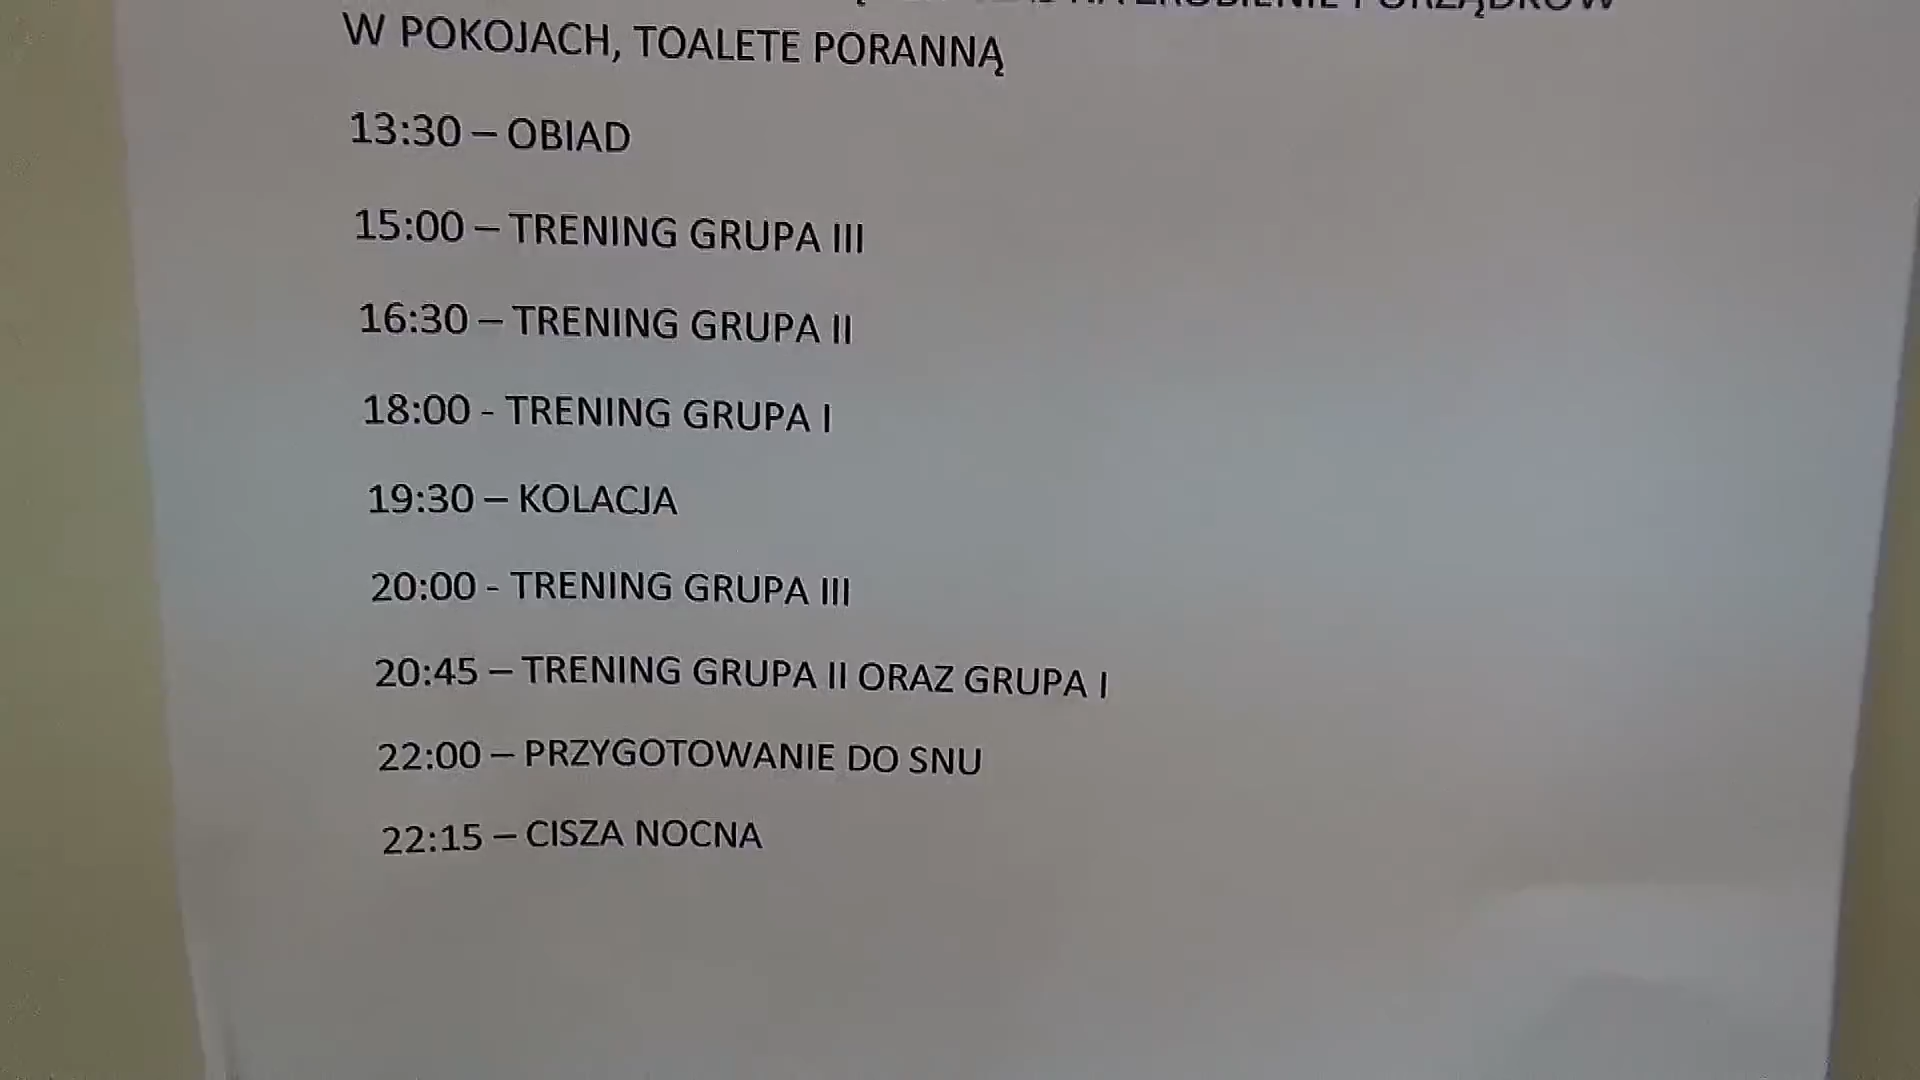 W POKOJACH, TOALETE PORANNĄ
13:30 – OBIAD
15:00 – TRENING GRUPA III
16:30 – TRENING GRUPA II
18:00 - TRENING GRUPA I
19:30 – KOLACJA
20:00 - TRENING GRUPA III
20:45 – TRENING GRUPA II ORAZ GRUPA I
22:00 – PRZYGOTOWANIE DO SNU
22:15 – CISZA NOCNA